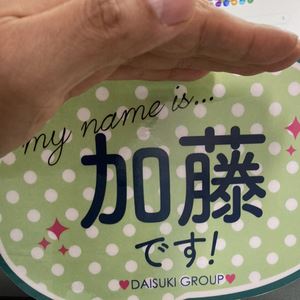 my name is...
加藤
です!
♥DAISUKI GROUP♥